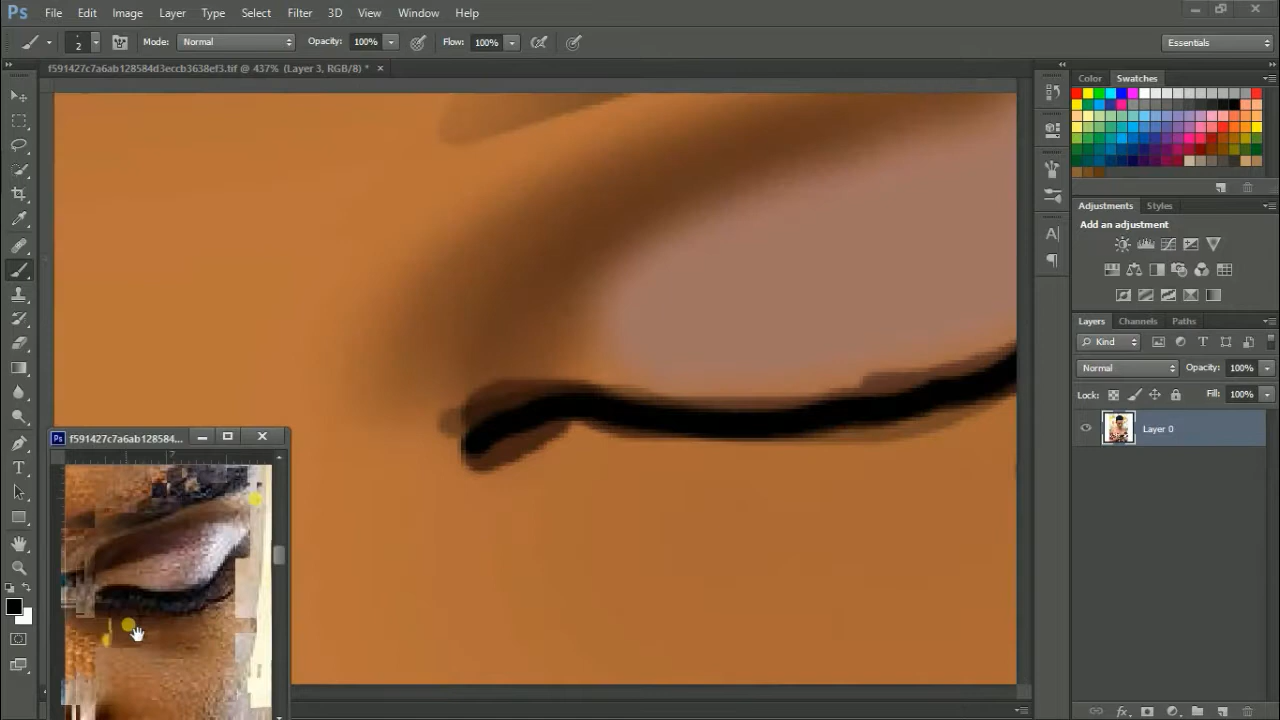 Ps File Edit Image Layer Type Select Filter 3D View Window Help
2 Mode: Normal Opacity: 100% Flow: 100% Essentials
f591427c7a6ab128584d3eccb3638ef3.tif @ 437% (Layer 3, RGB/8) *
Color Swatches
Adjustments Styles
Add an adjustment
Layers Channels Paths
Kind
Normal Opacity: 100%
Lock: Fill: 100%
Layer 0
Ps f591427c7a6ab128584...
7